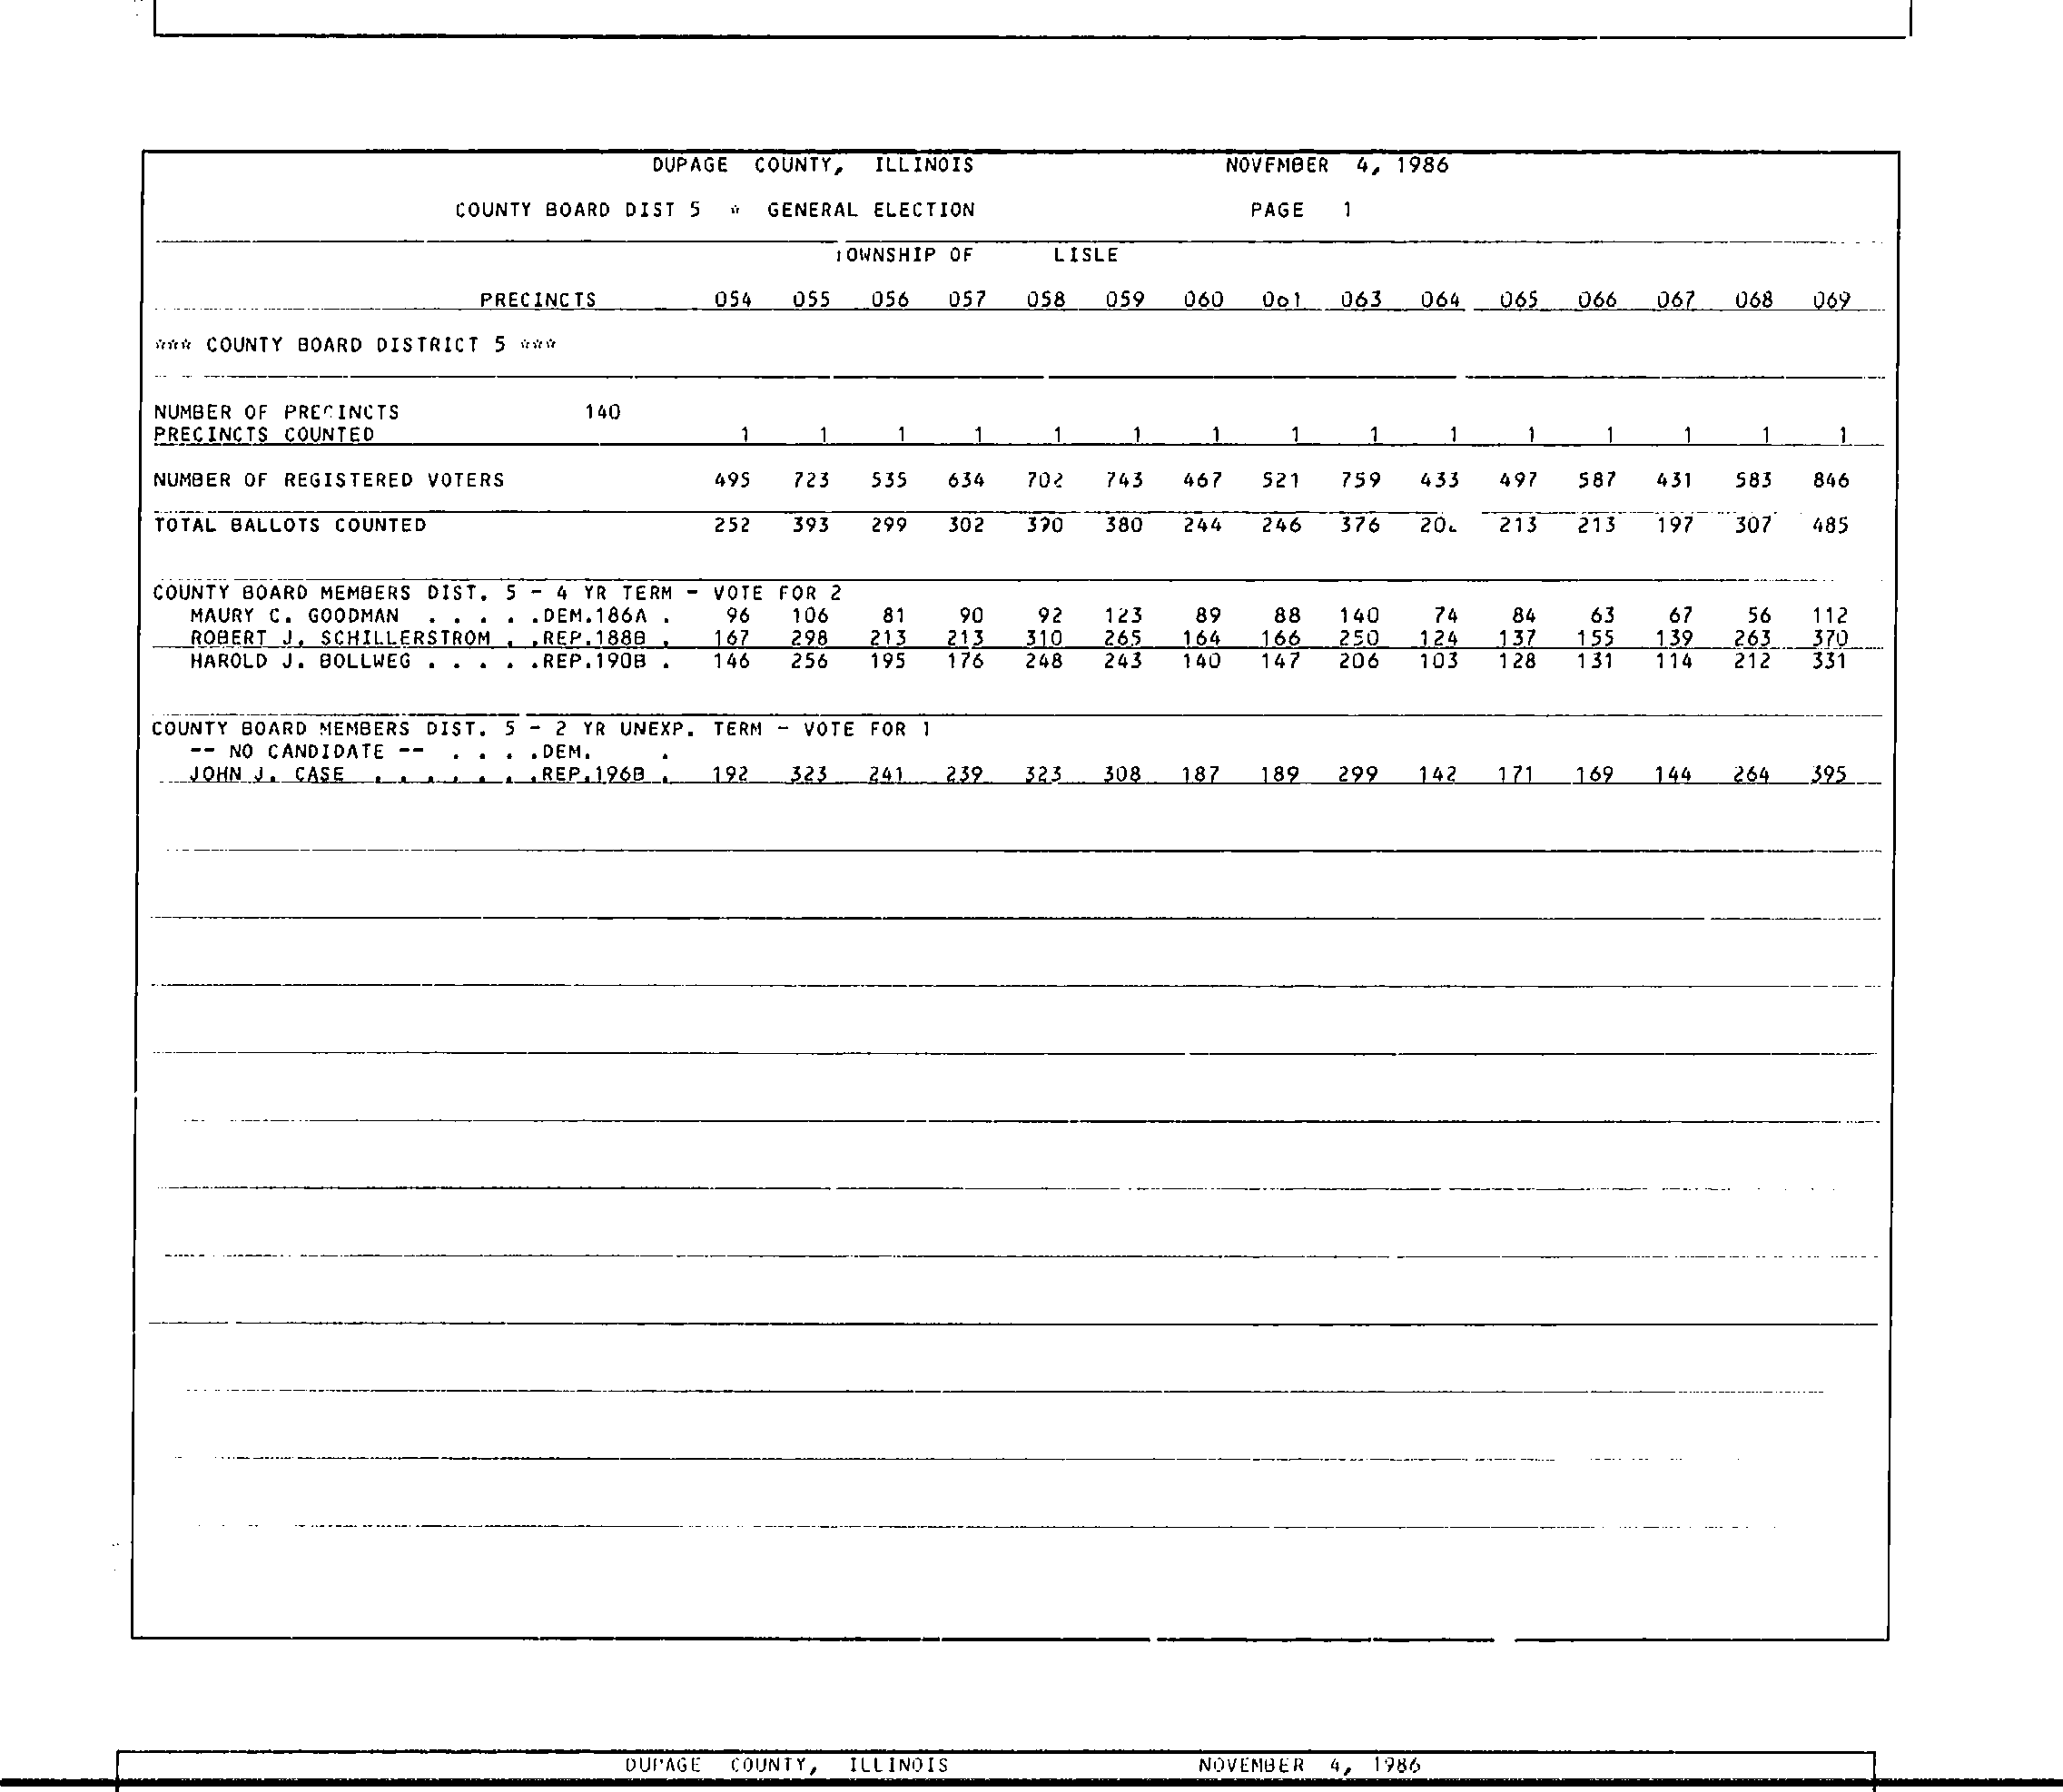 DUPAGE COUNTY, ILLINOIS NOVEMBER 4, 1986
COUNTY BOARD DIST 5 * GENERAL ELECTION PAGE 1
TOWNSHIP OF LISLE
PRECINCTS 054 055 056 057 058 059 060 061 063 064 065 066 067 068 069
*** COUNTY BOARD DISTRICT 5 ***
NUMBER OF PRECINCTS 140
PRECINCTS COUNTED 1 1 1 1 1 1 1 1 1 1 1 1 1 1 1
NUMBER OF REGISTERED VOTERS 495 723 535 634 702 743 467 521 759 433 497 587 431 583 846
TOTAL BALLOTS COUNTED 252 393 299 302 390 380 244 246 376 213 213 197 307 485
COUNTY BOARD MEMBERS DIST. 5 - 4 YR TERM - VOTE FOR 2
MAURY C. GOODMAN . . . . .DEM.186A . 96 106 81 90 92 123 89 88 140 74 84 63 67 56 112
ROBERT J. SCHILLERSTROM . .REP.188B . 167 298 213 213 310 265 164 166 250 124 137 155 139 263 370
HAROLD J. BOLLWEG . . . . .REP.190B . 146 256 195 176 248 243 140 147 206 103 128 131 114 212 331
COUNTY BOARD MEMBERS DIST. 5 - 2 YR UNEXP. TERM - VOTE FOR 1
-- NO CANDIDATE -- . . . .DEM. .
JOHN J. CASE . . . . . . .REP.196B . 192 323 241 239 323 308 187 189 299 142 171 169 144 264 395
DUPAGE COUNTY, ILLINOIS NOVEMBER 4, 1986